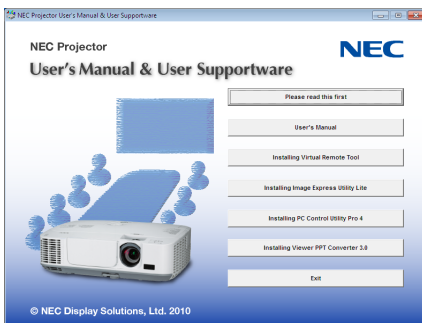 NEC Projector User's Manual & User Supportware
NEC Projector
NEC
User's Manual & User Supportware
Please read this first
User's Manual
Installing Virtual Remote Tool
Installing Image Express Utility Lite
Installing PC Control Utility Pro 4
Installing Viewer PPT Converter 3.0
Exit
© NEC Display Solutions, Ltd. 2010